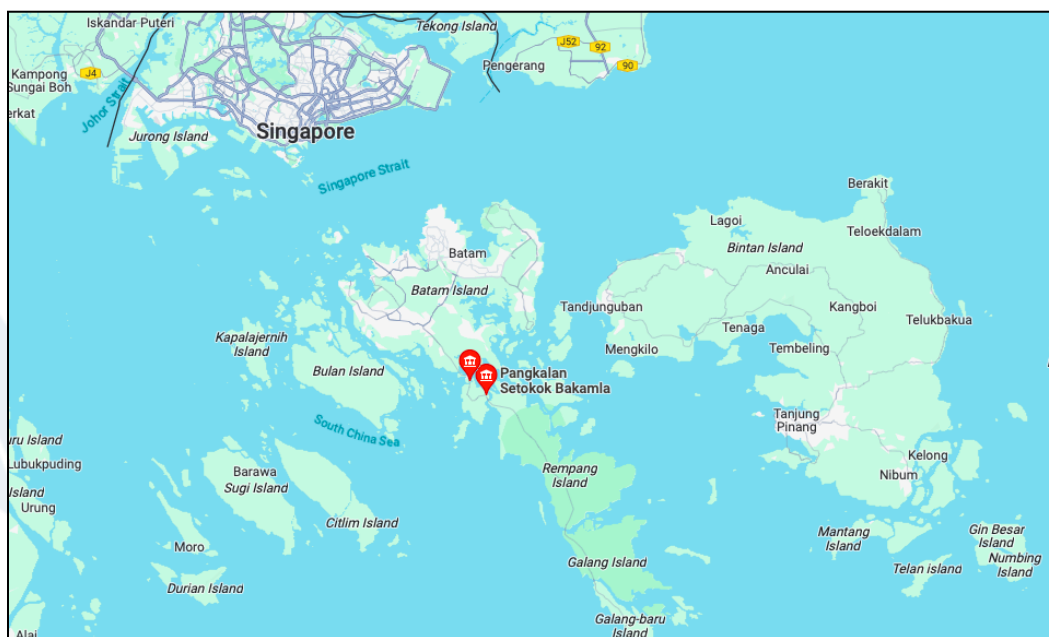 Iskandar Puteri
Tekong Island
J52
92
Pengerang
90
Kampong
Sungai Boh
J4
erkat
Johor Strait
Jurong Island
Singapore
Singapore Strait
Berakit
Lagoi
Teloekdalam
Bintan Island
Batam
Anculai
Batam Island
Tandjunguban
Kangboi
Telukbakua
Tenaga
Kapalajernih
Island
Mengkilo
Tembeling
Bulan Island
Pangkalan
Setokok Bakamla
South China Sea
Tanjung
Pinang
uru Island
Lubukpuding
Kelong
Barawa
Sugi Island
Rempang
Island
Nibum
Island
Urung
Citlim Island
Mantang
Island
Gin Besar
Island
Moro
Galang Island
Numbing
Island
Telan island
Durian Island
Galang-baru
Island
Alai